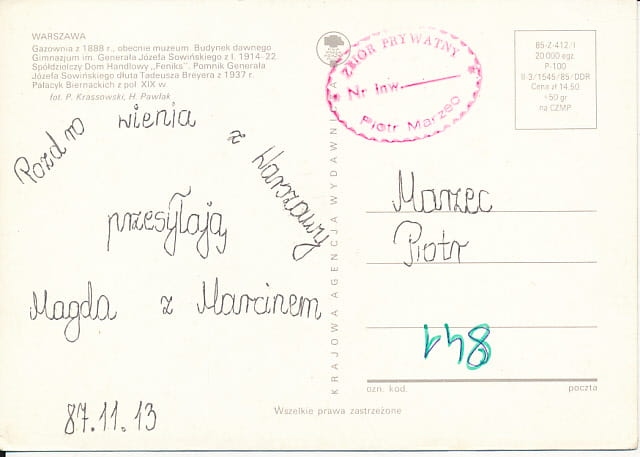 WARSZAWA
Gazownia z 1888 r., obecnie muzeum. Budynek dawnego
Gimnazjum im. Generała Józefa Sowińskiego z l. 1914-22.
Spółdzielczy Dom Handlowy „Feniks". Pomnik Generała
Józefa Sowińskiego dłuta Tadeusza Breyera z 1937 r.
Pałacyk Biernackich z poł. XIX w.
fot. P. Krassowski, H. Pawlak
Pozdrowienia z Warszawy
przesyłają
Magda z Marcinem
87.11.13
KRAJOWA AGENCJA WYDAWNICZA
ZBIÓR PRYWATNY
Nr inw.
Piotr Marzec
85-Z-412/I
20 000 egz.
P-100
II-3/1545/85/DDR
Cena zł 14,50
+50 gr
na CZMP
Marzec
Piotr
841
ozn. kod.
poczta
Wszelkie prawa zastrzeżone